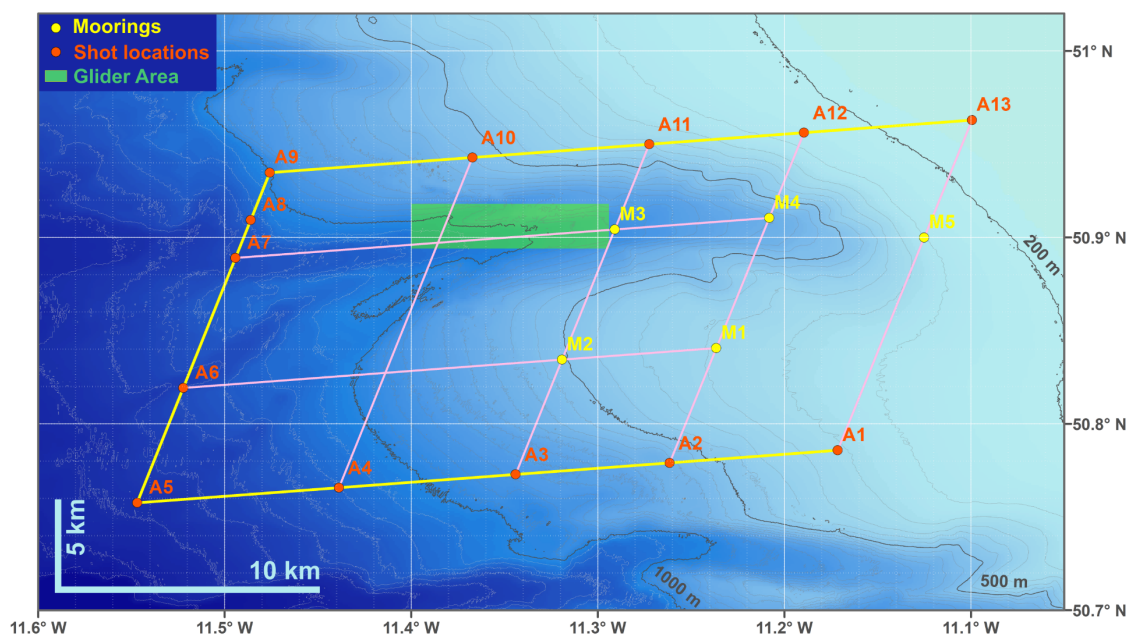 Moorings
Shot locations
Glider Area
51° N
A13
A12
A11
A10
A9
A8
M3
M4
A7
M5
50.9
200 m
M2
M1
A6
50.8
A1
A2
A3
A4
A5
5 km
10 km
1000 m
500 m
50.7° N
11.6 W
11.5 W
11.4 W
11.3 W
11.2 W
11.1 W